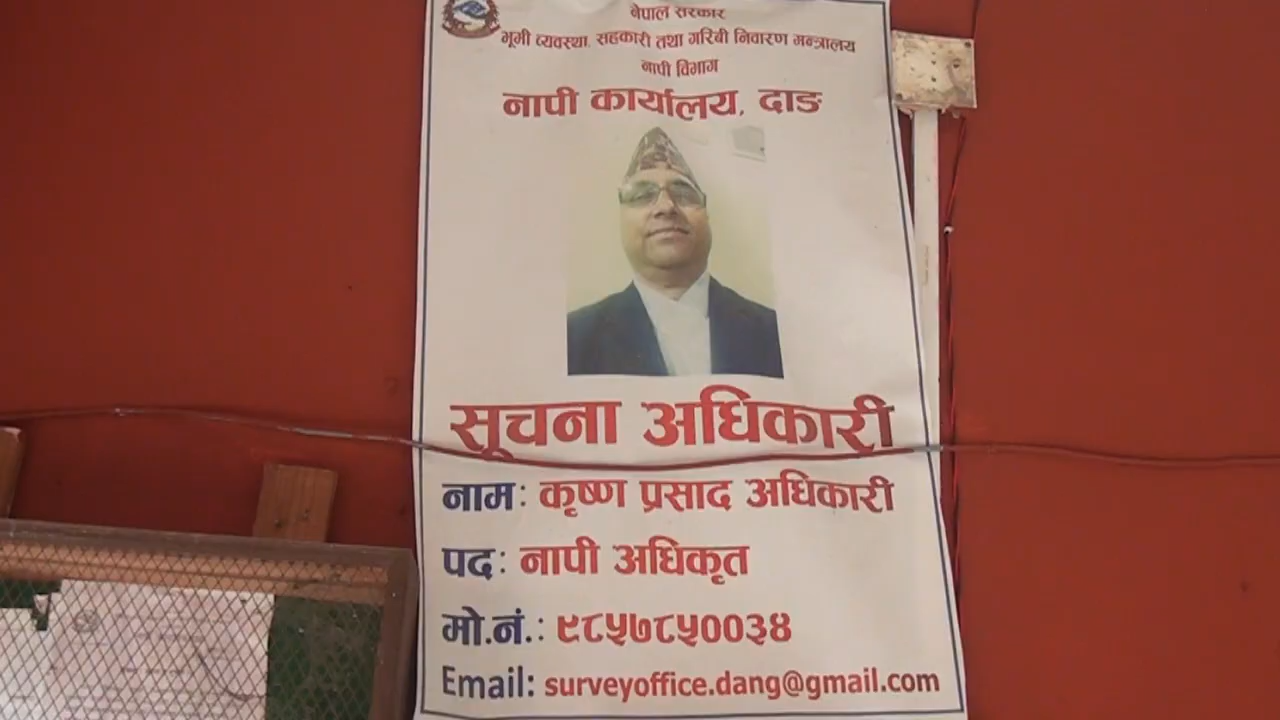 नेपाल सरकार
भूमी व्यवस्था, सहकारी तथा गरिबी निवारण मन्त्रालय
नापी विभाग
नापी कार्यालय, दाङ
सूचना अधिकारी
नामः कृष्ण प्रसाद अधिकारी
पदः नापी अधिकृत
मो.नं.: ९८५७८५००३४
Email: surveyoffice.dang@gmail.com